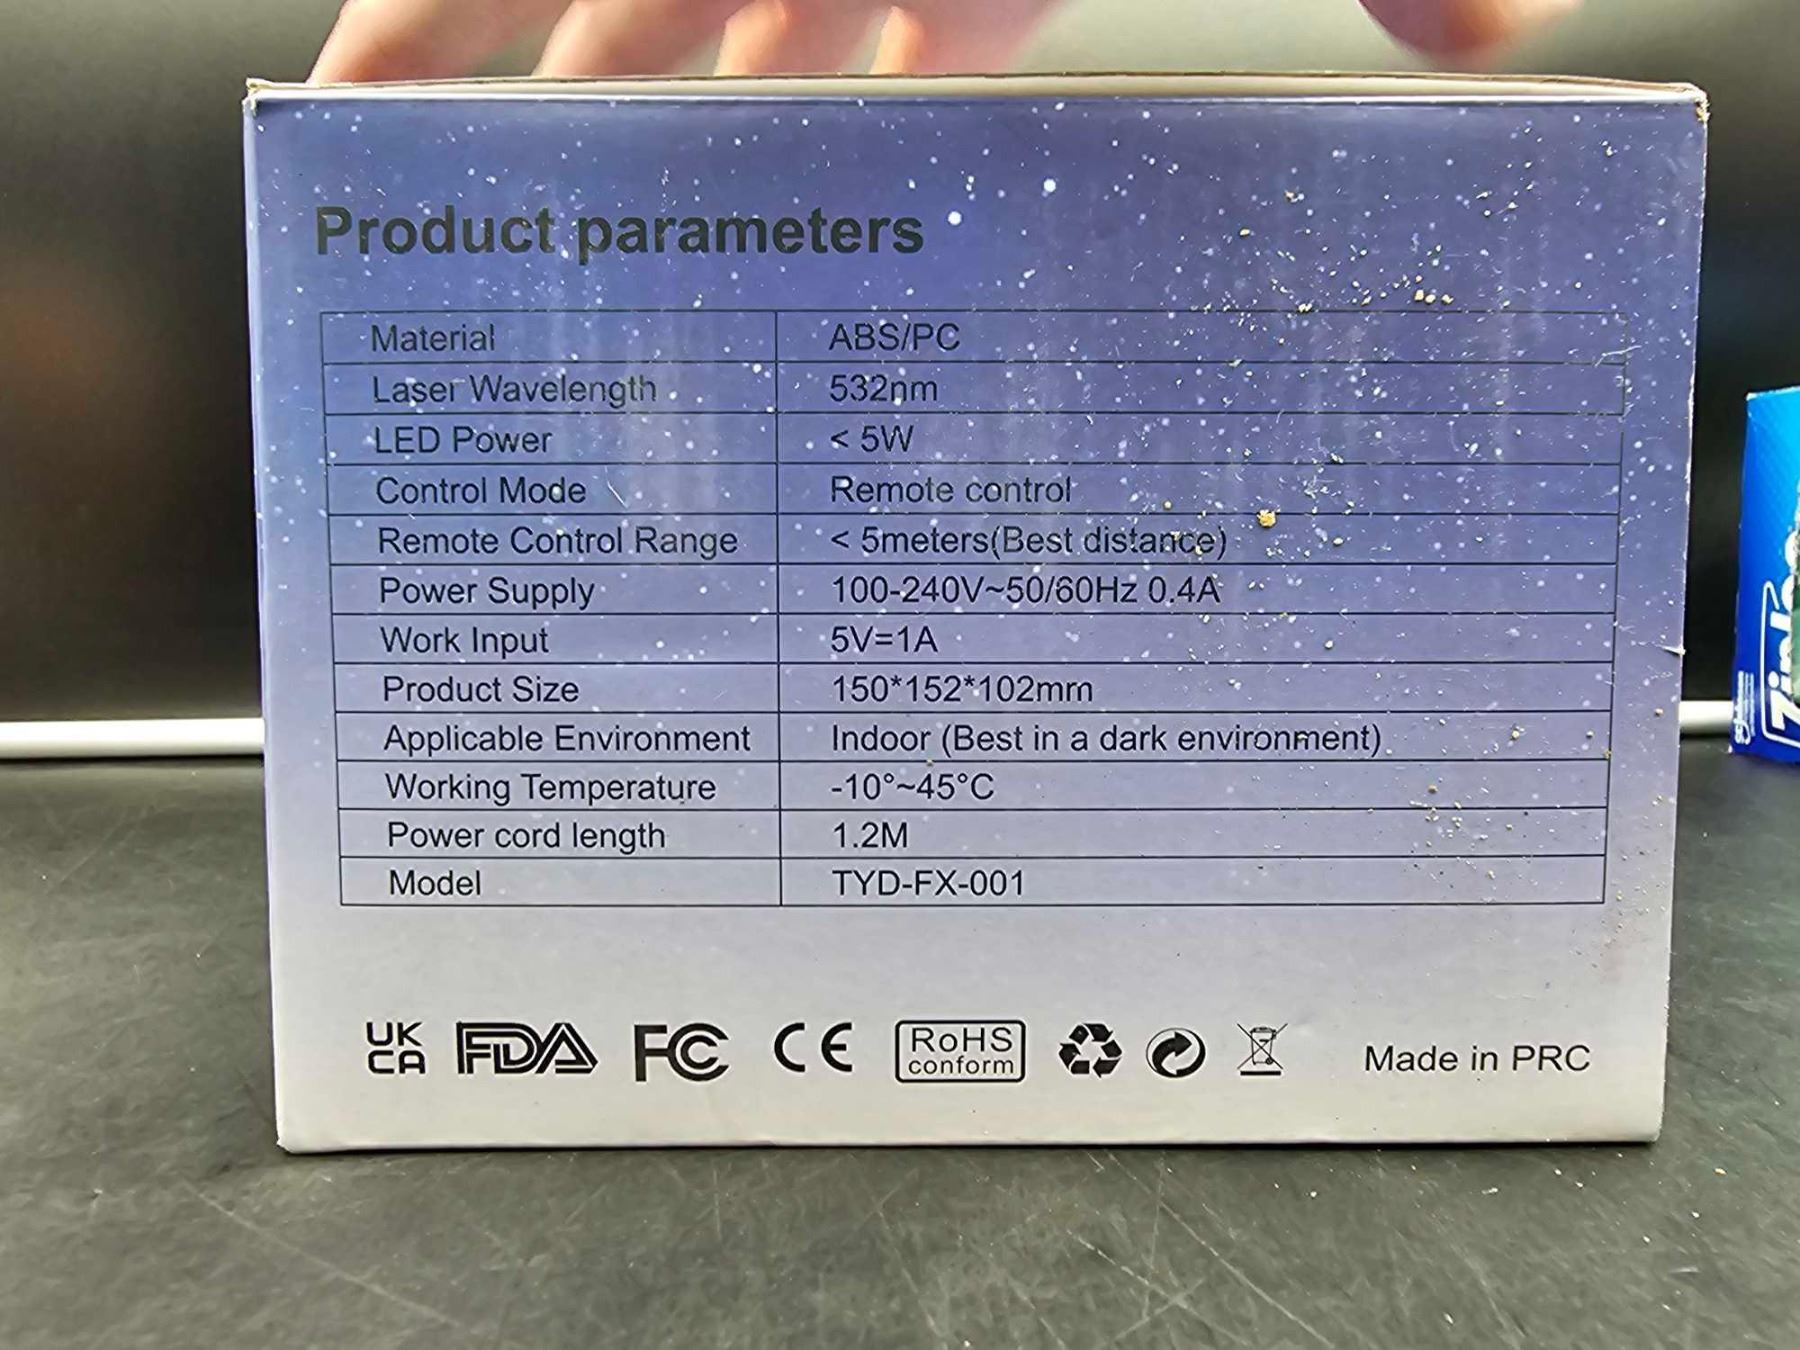 Product parameters
Material ABS/PC
Laser Wavelength 532nm
LED Power < 5W
Control Mode Remote control
Remote Control Range < 5meters(Best distance)
Power Supply 100-240V~50/60Hz 0.4A
Work Input 5V=1A
Product Size 150*152*102mm
Applicable Environment Indoor (Best in a dark environment)
Working Temperature -10°~45°C
Power cord length 1.2M
Model TYD-FX-001
UK
CA
FDA
FC
CE
RoHS
conform
Made in PRC